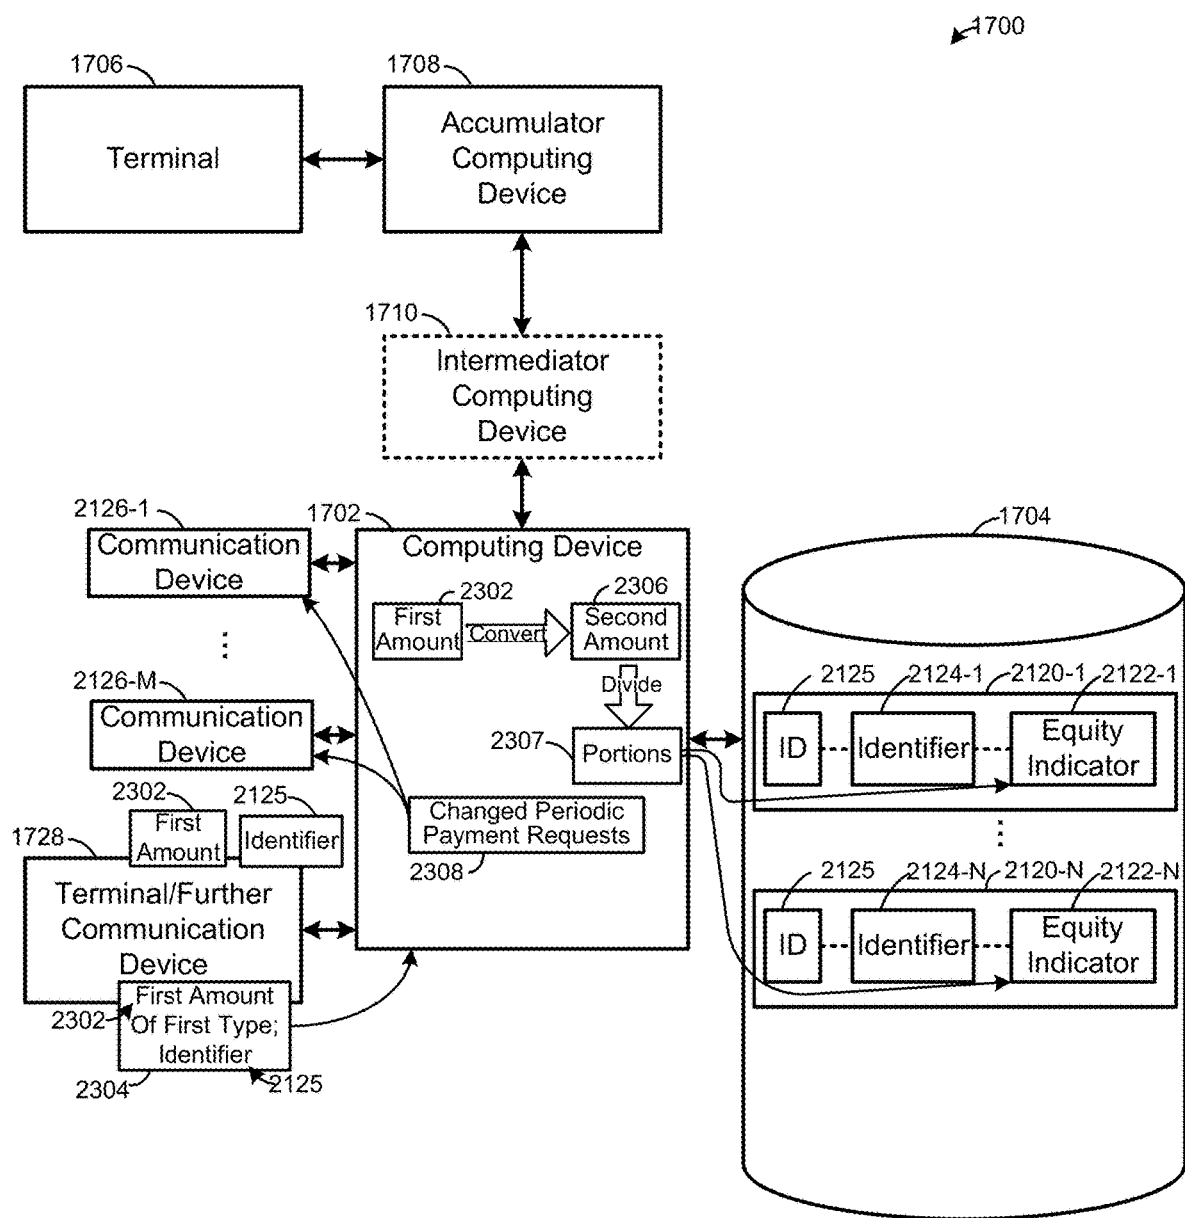 1700
1706
1708
Terminal
Accumulator
Computing
Device
1710
Intermediator
Computing
Device
2126-1
1702
1704
Communication
Device
Computing Device
2302
2306
First
Amount
Convert
Second
Amount
⋮
Divide
2126-M
Communication
Device
2307
Portions
2125
2124-1
2120-1
2122-1
ID
Identifier
Equity
Indicator
2302
2125
First
Amount
Identifier
Changed Periodic
Payment Requests
2308
⋮
1728
Terminal/Further
Communication
Device
2125
2124-N
2120-N
2122-N
ID
Identifier
Equity
Indicator
2302
First Amount
Of First Type;
Identifier
2304
2125